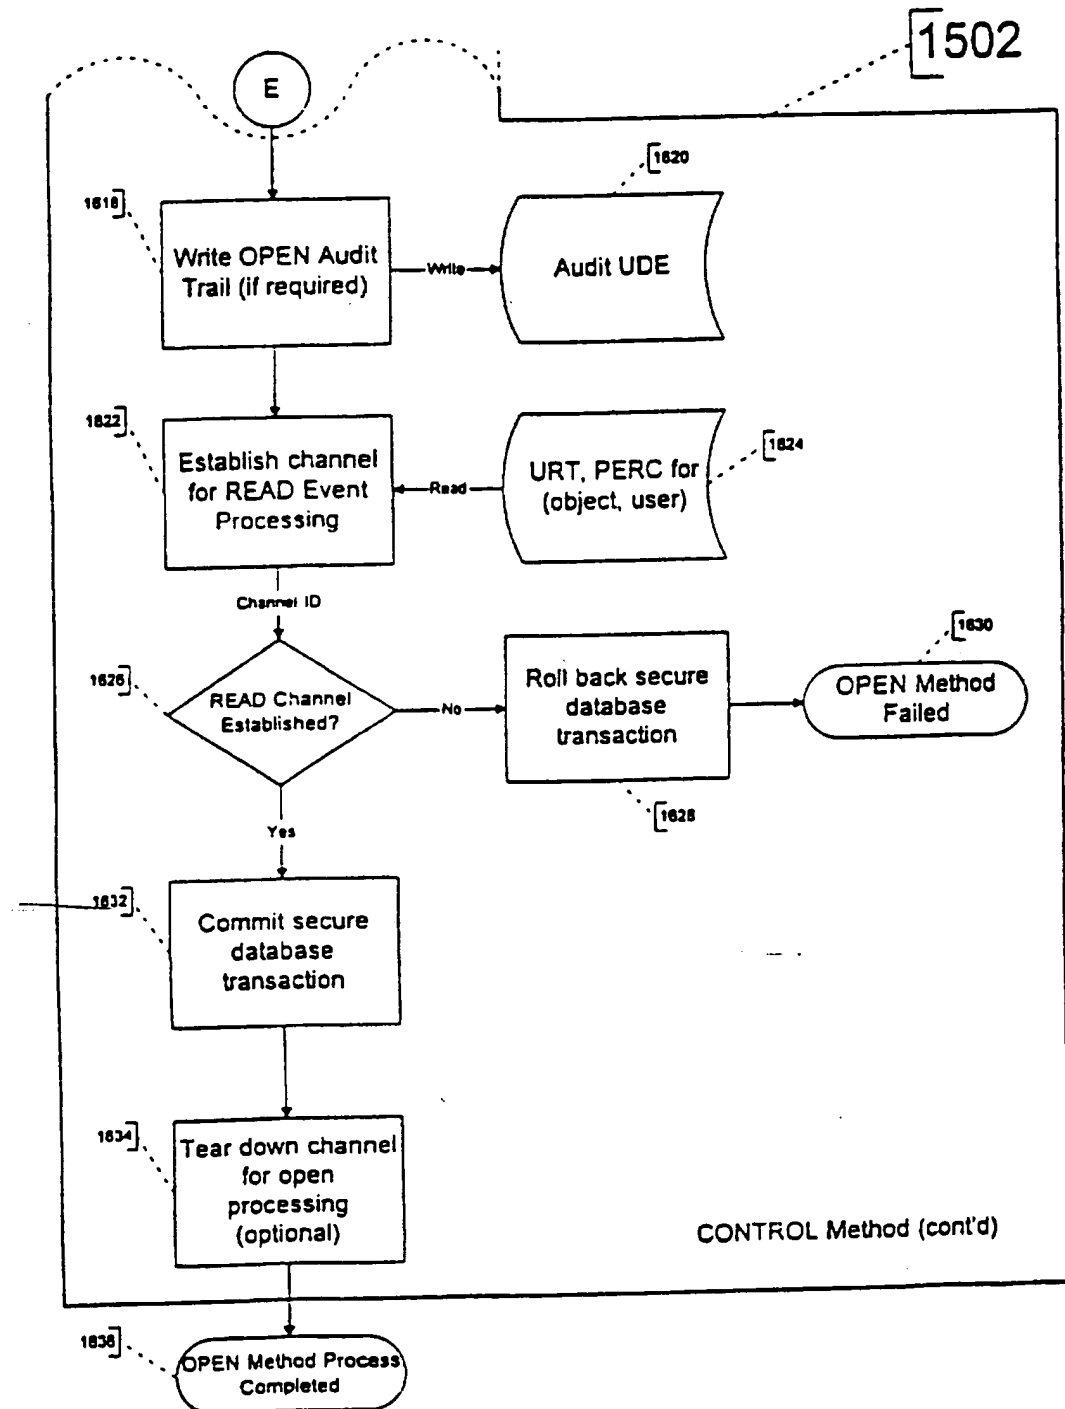 1502
E
1620
1618
Write OPEN Audit
Trail (if required)
Write
Audit UDE
1622
Establish channel
for READ Event
Processing
Read
URT, PERC for
(object, user)
1624
Channel ID
1626
READ Channel
Established?
No
Roll back secure
database
transaction
1628
1630
OPEN Method
Failed
Yes
1632
Commit secure
database
transaction
1634
Tear down channel
for open
processing
(optional)
CONTROL Method (cont'd)
1636
OPEN Method Process
Completed